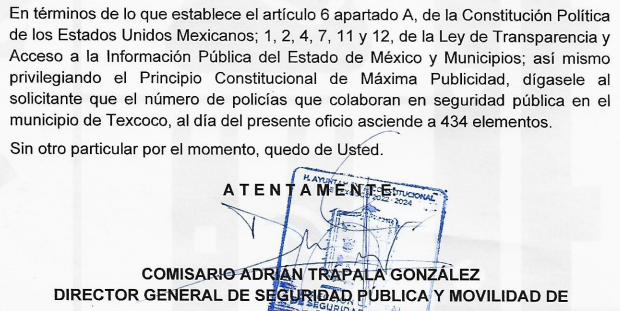 En términos de lo que establece el artículo 6 apartado A, de la Constitución Política
de los Estados Unidos Mexicanos; 1, 2, 4, 7, 11 y 12, de la Ley de Transparencia y
Acceso a la Información Pública del Estado de México y Municipios; así mismo
privilegiando el Principio Constitucional de Máxima Publicidad, dígasele al
solicitante que el número de policías que colaboran en seguridad pública en el
municipio de Texcoco, al día del presente oficio asciende a 434 elementos.
Sin otro particular por el momento, quedo de Usted.
H. AYUNTAMIENTO CONSTITUCIONAL
2022 - 2024
A T E N T A M E N T E:
COMISARIO ADRIÁN TRAPALA GONZÁLEZ
DIRECTOR GENERAL DE SEGURIDAD PÚBLICA Y MOVILIDAD DE